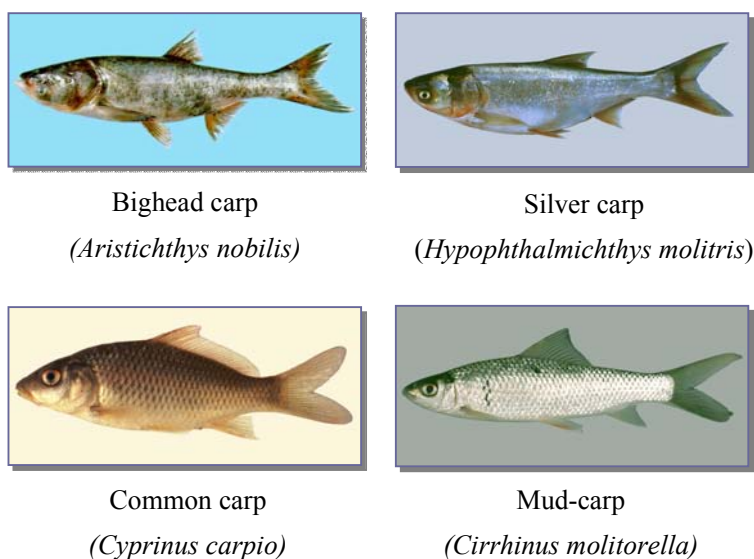 Bighead carp
(Aristichthys nobilis)
Silver carp
(Hypophthalmichthys molitris)
Common carp
(Cyprinus carpio)
Mud-carp
(Cirrhinus molitorella)